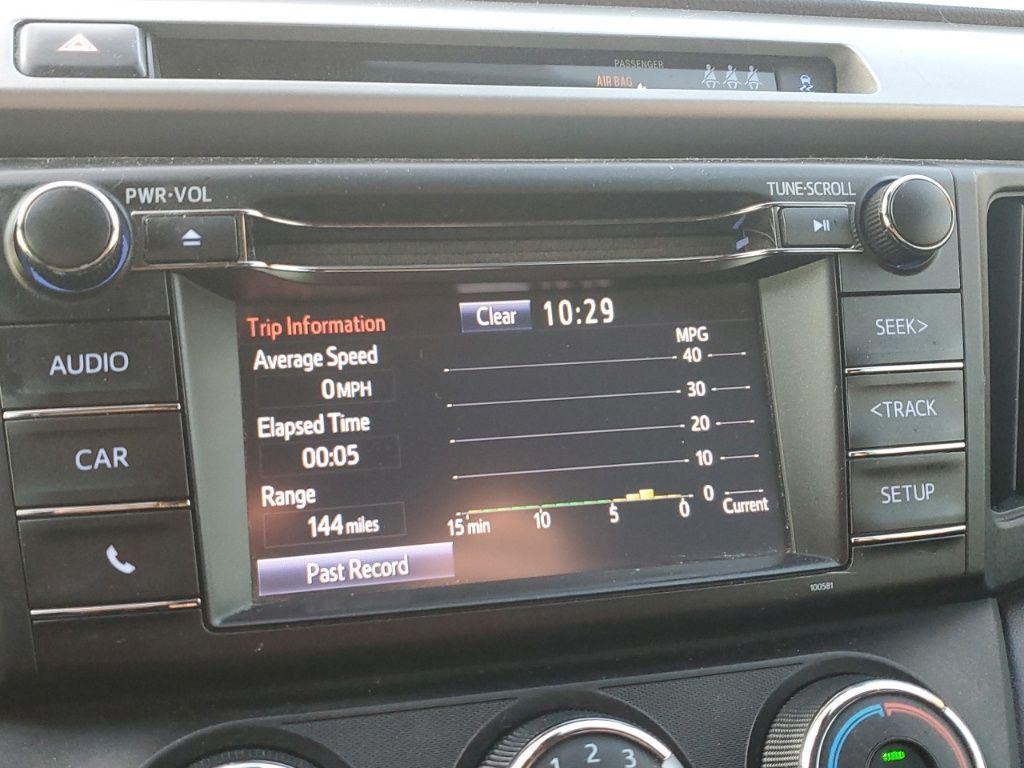 PASSENGER
AIR BAG
PWR·VOL
TUNE·SCROLL
AUDIO
CAR
SEEK>
<TRACK
SETUP
Trip Information
Clear
10:29
Average Speed
0 MPH
Elapsed Time
00:05
Range
144 miles
Past Record
MPG
40
30
20
10
0
15 min
10
5
0
Current
100581
1 2 3